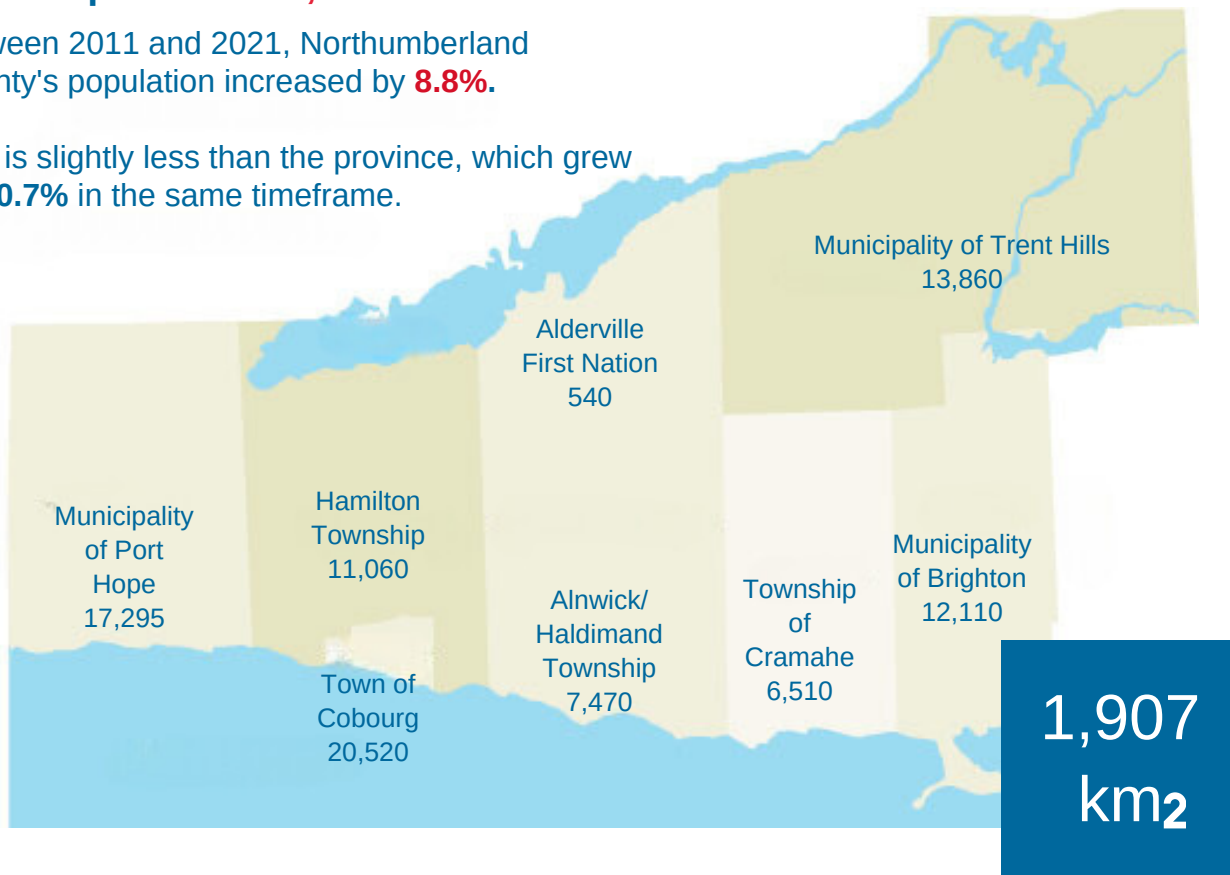 ween 2011 and 2021, Northumberland
nty's population increased by 8.8%.
is slightly less than the province, which grew
0.7% in the same timeframe.
Municipality of Trent Hills
13,860
Alderville
First Nation
540
Municipality
of Port
Hope
17,295
Hamilton
Township
11,060
Alnwick/
Haldimand
Township
7,470
Township
of
Cramahe
6,510
Municipality
of Brighton
12,110
Town of
Cobourg
20,520
1,907
km2